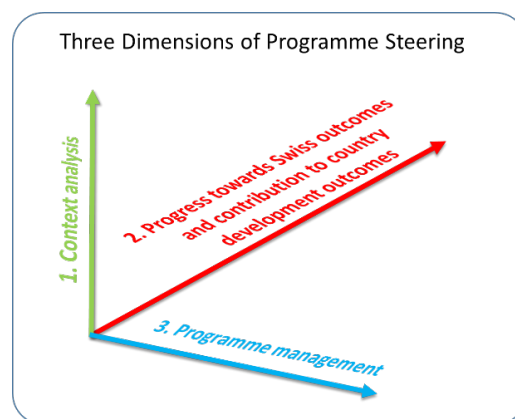 Three Dimensions of Programme Steering
1. Context analysis
2. Progress towards Swiss outcomes
and contribution to country
development outcomes
3. Programme management